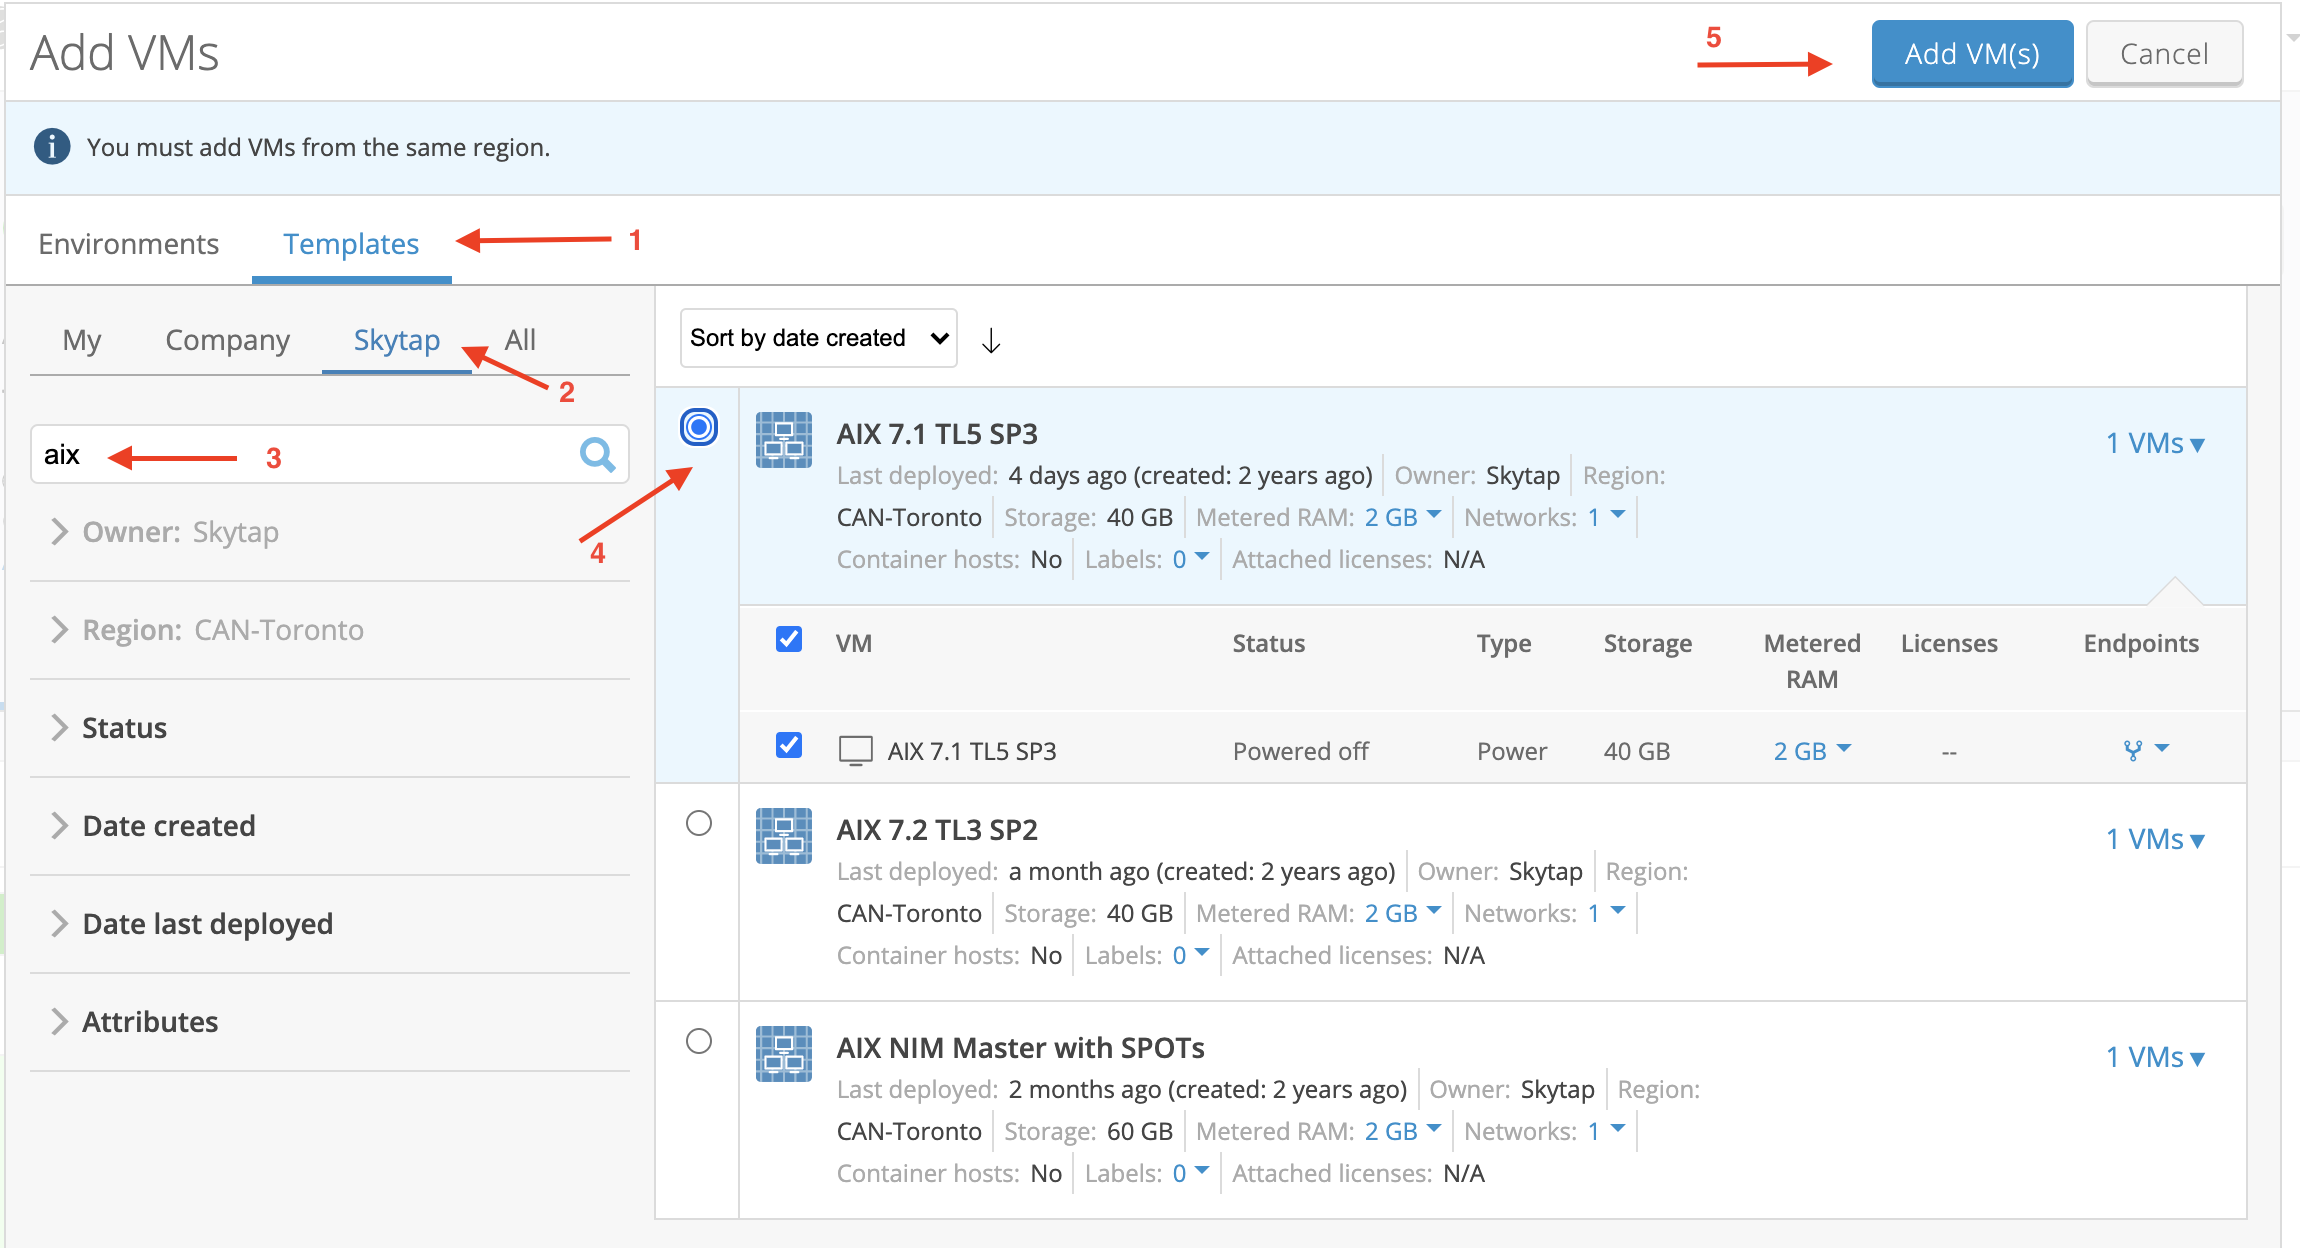 Add VMs
5
Add VM(s)
Cancel
You must add VMs from the same region.
Environments
Templates
1
My
Company
Skytap
All
2
aix
3
Owner: Skytap
Region: CAN-Toronto
Status
Date created
Date last deployed
Attributes
Sort by date created
4
AIX 7.1 TL5 SP3
1 VMs
Last deployed: 4 days ago (created: 2 years ago) Owner: Skytap Region:
CAN-Toronto Storage: 40 GB Metered RAM: 2 GB Networks: 1
Container hosts: No Labels: 0 Attached licenses: N/A
VM Status Type Storage Metered RAM Licenses Endpoints
AIX 7.1 TL5 SP3 Powered off Power 40 GB 2 GB --
AIX 7.2 TL3 SP2
1 VMs
Last deployed: a month ago (created: 2 years ago) Owner: Skytap Region:
CAN-Toronto Storage: 40 GB Metered RAM: 2 GB Networks: 1
Container hosts: No Labels: 0 Attached licenses: N/A
AIX NIM Master with SPOTs
1 VMs
Last deployed: 2 months ago (created: 2 years ago) Owner: Skytap Region:
CAN-Toronto Storage: 60 GB Metered RAM: 2 GB Networks: 1
Container hosts: No Labels: 0 Attached licenses: N/A